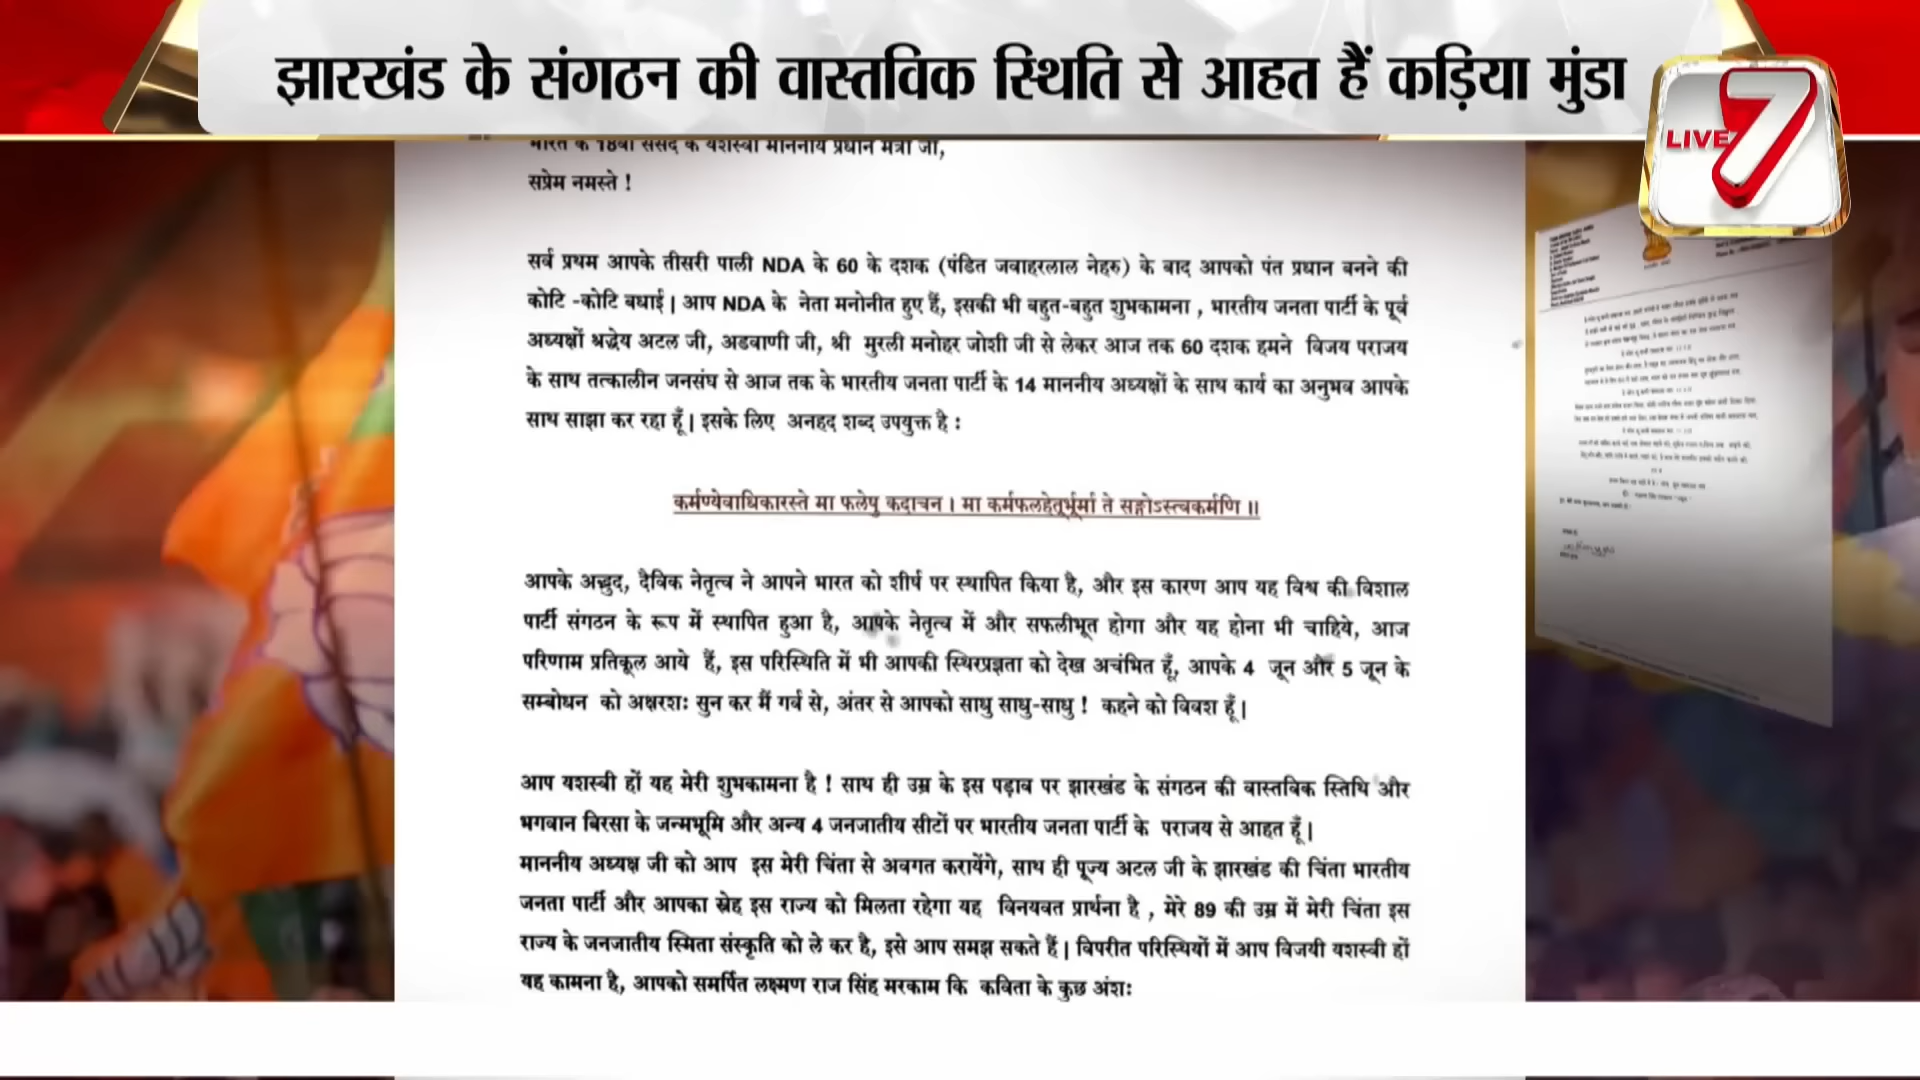 झारखंड के संगठन की वास्तविक स्थिति से आहत हैं कड़िया मुंडा
LIVE 7
भारत के 18वीं संसद के यशस्वी माननीय प्रधान मंत्री जी,
सप्रेम नमस्ते !
सर्व प्रथम आपके तीसरी पाली NDA के 60 के दशक (पंडित जवाहरलाल नेहरु) के बाद आपको पंत प्रधान बनने की
कोटि -कोटि बधाई | आप NDA के नेता मनोनीत हुए हैं, इसकी भी बहुत-बहुत शुभकामना , भारतीय जनता पार्टी के पूर्व
अध्यक्षों श्रद्धेय अटल जी, अडवाणी जी, श्री मुरली मनोहर जोशी जी से लेकर आज तक 60 दशक हमने विजय पराजय
के साथ तत्कालीन जनसंघ से आज तक के भारतीय जनता पार्टी के 14 माननीय अध्यक्षों के साथ कार्य का अनुभव आपके
साथ साझा कर रहा हूँ | इसके लिए अनहद शब्द उपयुक्त है :
कर्मण्येवाधिकारस्ते मा फलेषु कदाचन । मा कर्मफलहेतुर्भूर्मा ते सङ्गोऽस्त्वकर्मणि ॥
आपके अद्भुद, दैविक नेतृत्व ने आपने भारत को शीर्ष पर स्थापित किया है, और इस कारण आप यह विश्व की विशाल
पार्टी संगठन के रूप में स्थापित हुआ है, आपके नेतृत्व में और सफलीभूत होगा और यह होना भी चाहिये, आज
परिणाम प्रतिकूल आये हैं, इस परिस्थिति में भी आपकी स्थिरप्रज्ञता को देख अचंभित हूँ, आपके 4 जून और 5 जून के
सम्बोधन को अक्षरशः सुन कर मैं गर्व से, अंतर से आपको साधु साधु-साधु ! कहने को विवश हूँ |
आप यशस्वी हों यह मेरी शुभकामना है ! साथ ही उम्र के इस पड़ाव पर झारखंड के संगठन की वास्तविक स्तिथि और
भगवान बिरसा के जन्मभूमि और अन्य 4 जनजातीय सीटों पर भारतीय जनता पार्टी के पराजय से आहत हूँ |
माननीय अध्यक्ष जी को आप इस मेरी चिंता से अवगत करायेंगे, साथ ही पूज्य अटल जी के झारखंड की चिंता भारतीय
जनता पार्टी और आपका स्नेह इस राज्य को मिलता रहेगा यह विनयवत प्रार्थना है , मेरे 89 की उम्र में मेरी चिंता इस
राज्य के जनजातीय स्मिता संस्कृति को ले कर है, इसे आप समझ सकते हैं | विपरीत परिस्थियों में आप विजयी यशस्वी हों
यह कामना है, आपको समर्पित लक्ष्मण राज सिंह मरकाम कि कविता के कुछ अंशः